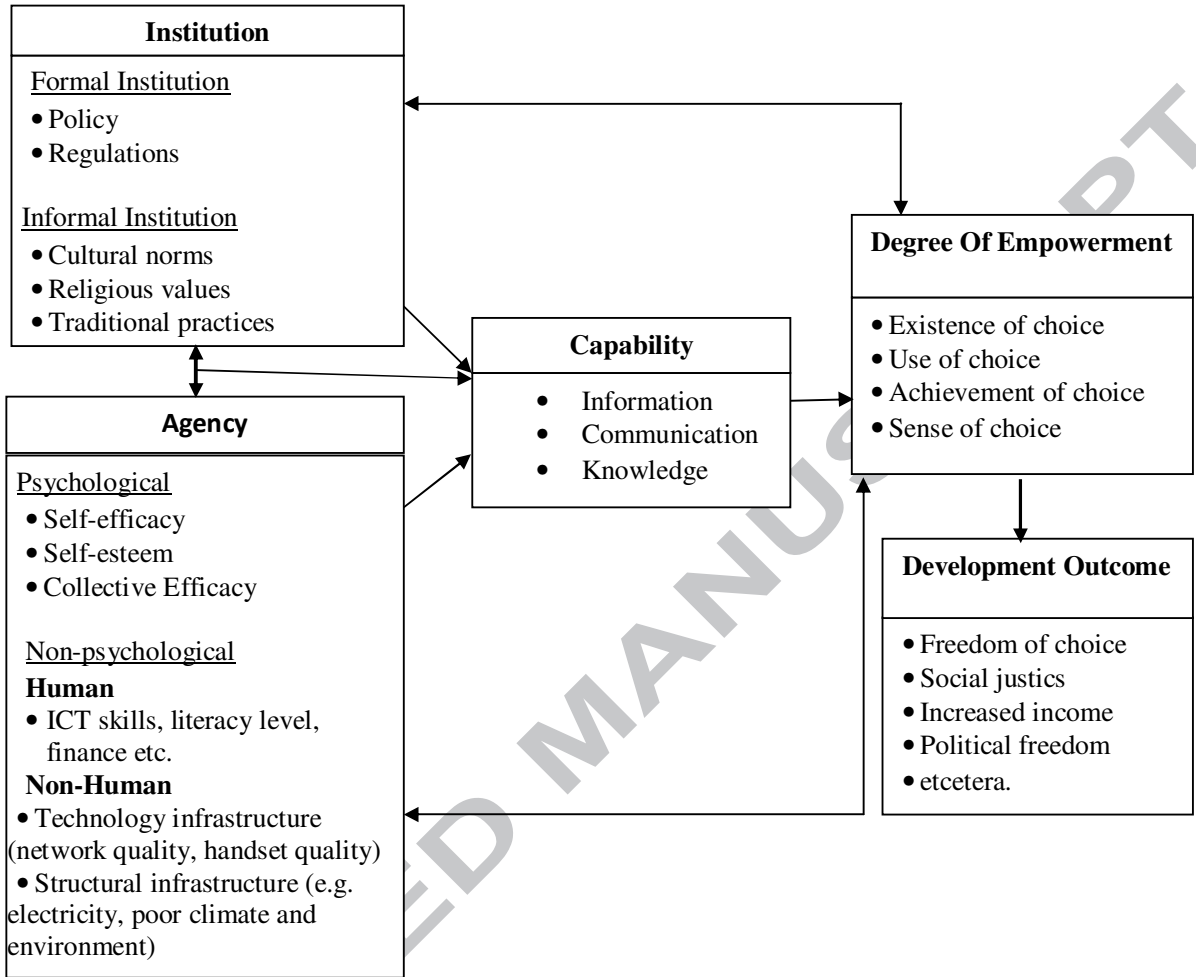 Institution
Formal Institution
• Policy
• Regulations
Informal Institution
• Cultural norms
• Religious values
• Traditional practices
Agency
Psychological
• Self-efficacy
• Self-esteem
• Collective Efficacy
Non-psychological
Human
• ICT skills, literacy level,
finance etc.
Non-Human
• Technology infrastructure
(network quality, handset quality)
• Structural infrastructure (e.g.
electricity, poor climate and
environment)
Capability
• Information
• Communication
• Knowledge
Degree Of Empowerment
• Existence of choice
• Use of choice
• Achievement of choice
• Sense of choice
Development Outcome
• Freedom of choice
• Social justics
• Increased income
• Political freedom
• etcetera.